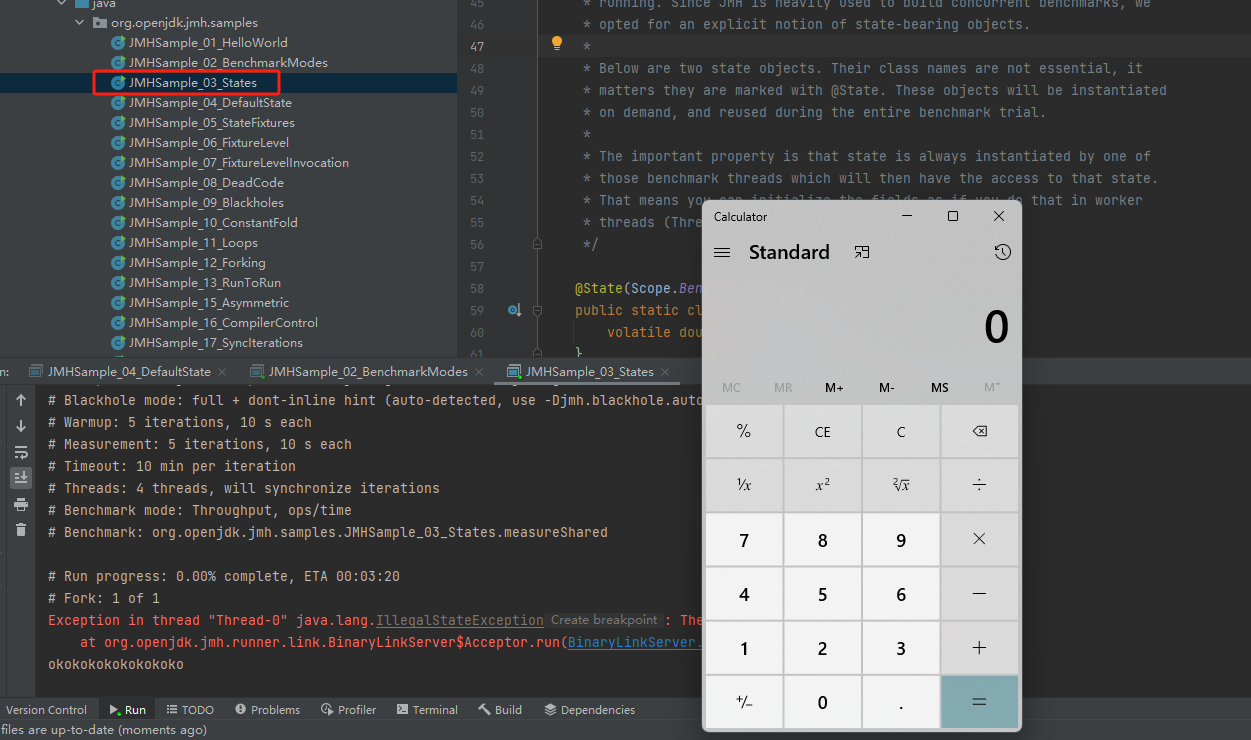 java
org.openjdk.jmh.samples
JMHSample_01_HelloWorld
JMHSample_02_BenchmarkModes
JMHSample_03_States
JMHSample_04_DefaultState
JMHSample_05_StateFixtures
JMHSample_06_FixtureLevel
JMHSample_07_FixtureLevelInvocation
JMHSample_08_DeadCode
JMHSample_09_Blackholes
JMHSample_10_ConstantFold
JMHSample_11_Loops
JMHSample_12_Forking
JMHSample_13_RunToRun
JMHSample_15_Asymmetric
JMHSample_16_CompilerControl
JMHSample_17_SyncIterations
45 * running. Since JMH is heavily used to build concurrent benchmarks, we
46 * opted for an explicit notion of state-bearing objects.
47 *
48 * Below are two state objects. Their class names are not essential, it
49 * matters they are marked with @State. These objects will be instantiated
50 * on demand, and reused during the entire benchmark trial.
51 *
52 * The important property is that state is always instantiated by one of
53 * those benchmark threads which will then have the access to that state.
54 * That means you can initialize the fields as if you do that in worker
55 * threads (Thre
56 */
57
58 @State(Scope.Ben
59 public static cl
60 volatile dou
61 }
Calculator
Standard
0
MC MR M+ M- MS M˅
% CE C ⌫
¹/x x² ²√x ÷
7 8 9 ×
4 5 6 −
1 2 3 +
+/− 0 . =
n: JMHSample_04_DefaultState × JMHSample_02_BenchmarkModes × JMHSample_03_States ×
# Blackhole mode: full + dont-inline hint (auto-detected, use -Djmh.blackhole.auto
# Warmup: 5 iterations, 10 s each
# Measurement: 5 iterations, 10 s each
# Timeout: 10 min per iteration
# Threads: 4 threads, will synchronize iterations
# Benchmark mode: Throughput, ops/time
# Benchmark: org.openjdk.jmh.samples.JMHSample_03_States.measureShared
# Run progress: 0.00% complete, ETA 00:03:20
# Fork: 1 of 1
Exception in thread "Thread-0" java.lang.IllegalStateException Create breakpoint : The
at org.openjdk.jmh.runner.link.BinaryLinkServer$Acceptor.run(BinaryLinkServer.
okokokokokokokoko
Version Control Run TODO Problems Profiler Terminal Build Dependencies
files are up-to-date (moments ago)